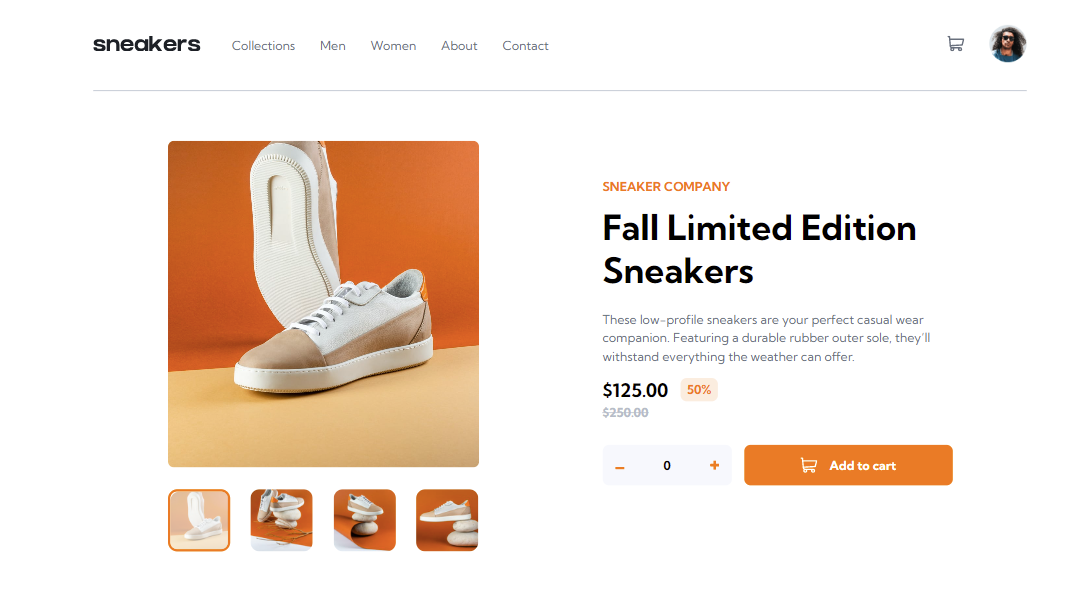 sneakers Collections Men Women About Contact
SNEAKER COMPANY
Fall Limited Edition
Sneakers
These low-profile sneakers are your perfect casual wear
companion. Featuring a durable rubber outer sole, they’ll
withstand everything the weather can offer.
$125.00 50%
$250.00
– 0 + Add to cart